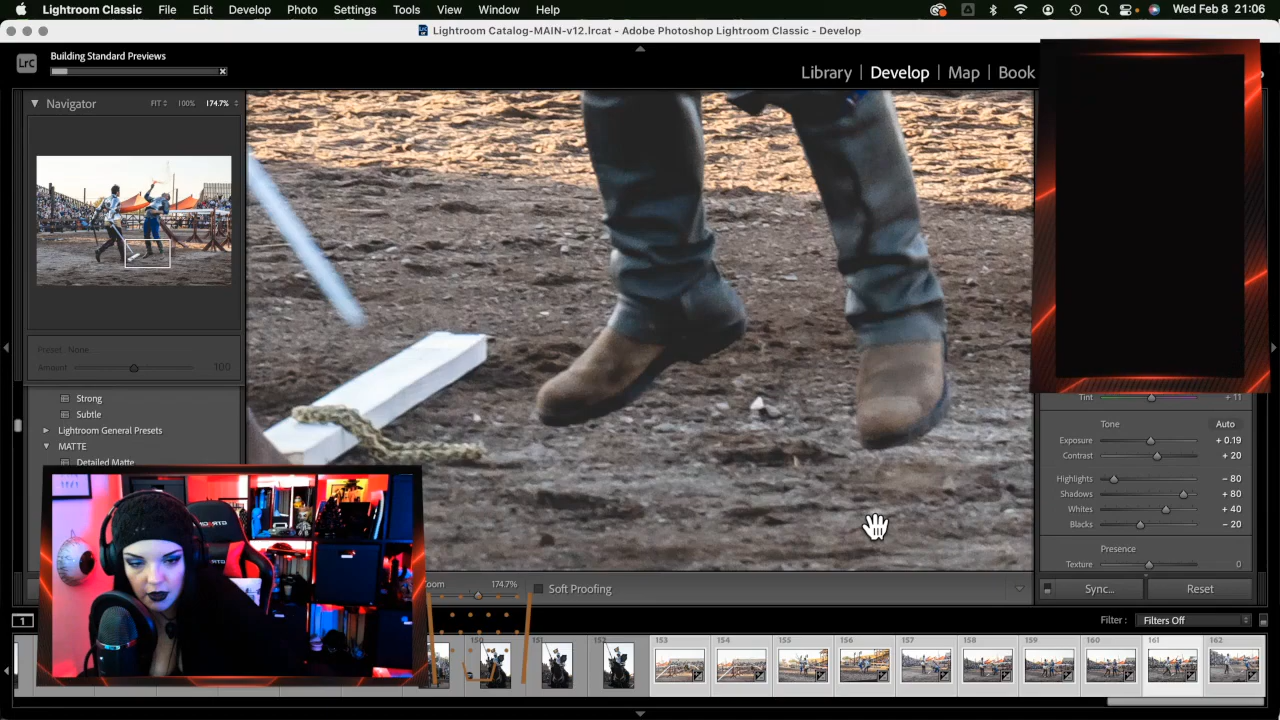 Lightroom Classic File Edit Develop Photo Settings Tools View Window Help Wed Feb 8 21:06
Lightroom Catalog-MAIN-v12.lrcat - Adobe Photoshop Lightroom Classic - Develop
LrC Building Standard Previews
Library | Develop | Map | Book
Navigator FIT 100% 174.7%
Preset None
Amount 100
Strong
Subtle
Lightroom General Presets
MATTE
Detailed Matte
Tint + 11
Tone Auto
Exposure + 0.19
Contrast + 20
Highlights − 80
Shadows + 80
Whites + 40
Blacks − 20
Presence
Texture 0
174.7% Soft Proofing
Sync... Reset
1 Filter : Filters Off
150 151 152 153 154 155 156 157 158 159 160 161 162